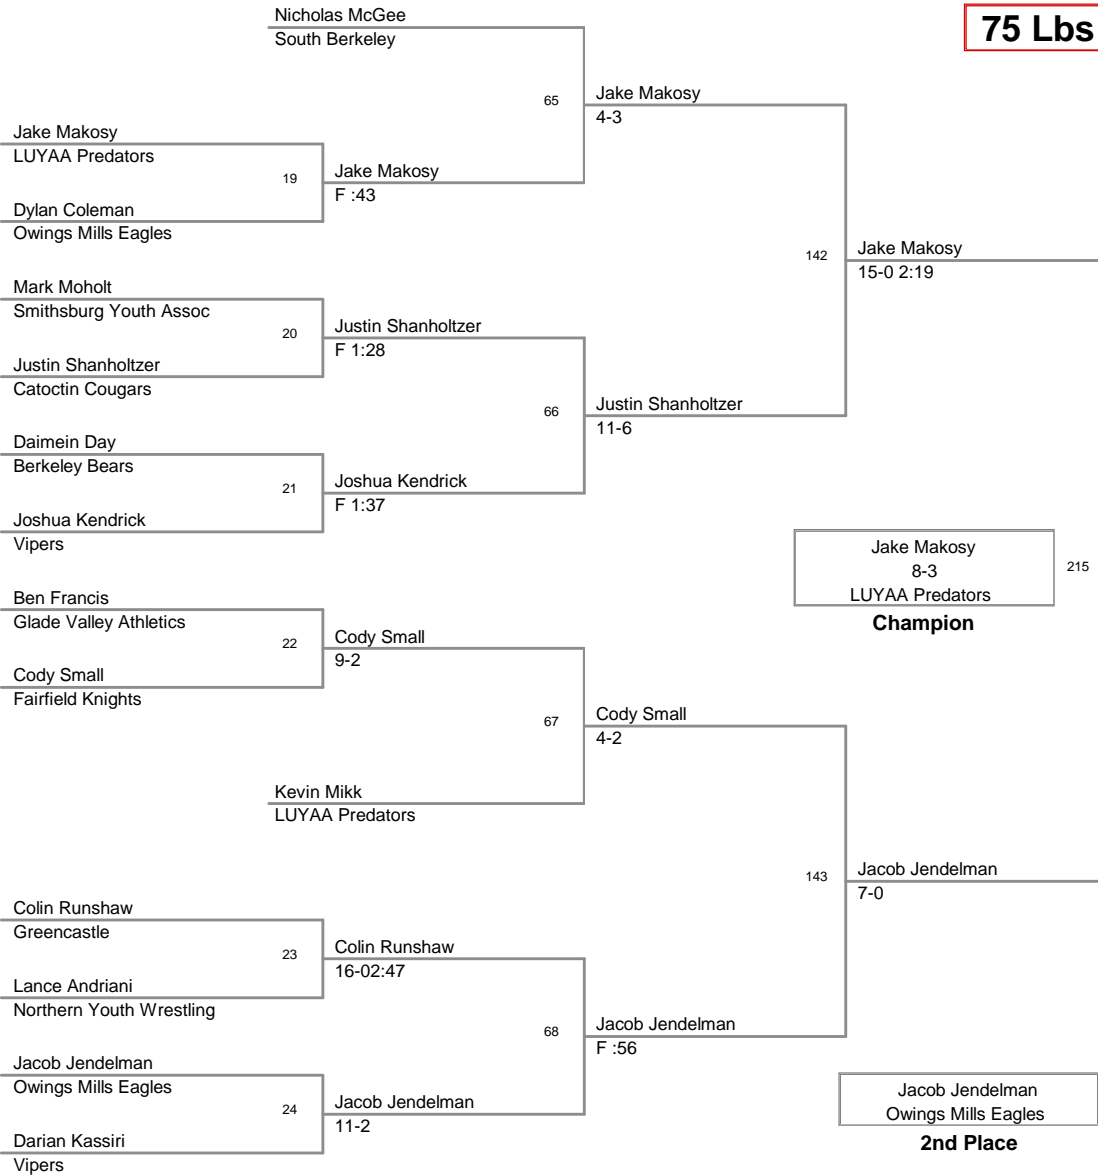 Nicholas McGee
South Berkeley
75 Lbs
65
Jake Makosy
4-3
Jake Makosy
LUYAA Predators
19
Jake Makosy
F :43
Dylan Coleman
Owings Mills Eagles
142
Jake Makosy
15-0 2:19
Mark Moholt
Smithsburg Youth Assoc
20
Justin Shanholtzer
F 1:28
Justin Shanholtzer
Catoctin Cougars
66
Justin Shanholtzer
11-6
Daimein Day
Berkeley Bears
21
Joshua Kendrick
F 1:37
Joshua Kendrick
Vipers
Jake Makosy
8-3
LUYAA Predators
215
Champion
Ben Francis
Glade Valley Athletics
22
Cody Small
9-2
Cody Small
Fairfield Knights
67
Cody Small
4-2
Kevin Mikk
LUYAA Predators
143
Jacob Jendelman
7-0
Colin Runshaw
Greencastle
23
Colin Runshaw
16-02:47
Lance Andriani
Northern Youth Wrestling
68
Jacob Jendelman
F :56
Jacob Jendelman
Owings Mills Eagles
24
Jacob Jendelman
11-2
Darian Kassiri
Vipers
Jacob Jendelman
Owings Mills Eagles
2nd Place